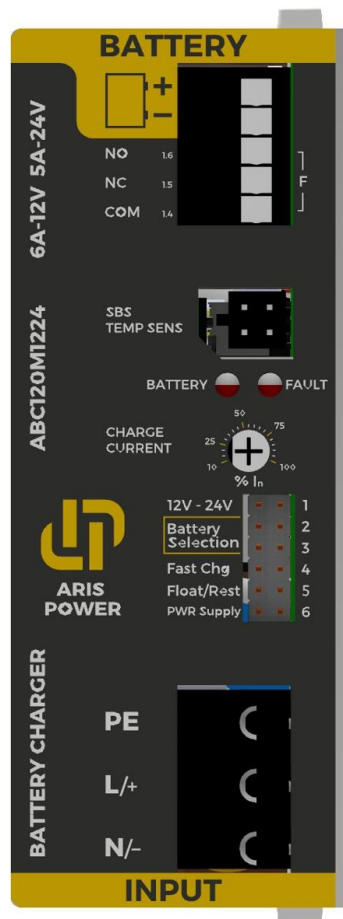 BATTERY
+
−
6A-12V 5A-24V
NO 1.6
NC 1.5
COM 1.4
F
ABC120M1224
SBS
TEMP SENS
BATTERY FAULT
CHARGE
CURRENT
10 25 50 75 100
% In
12V - 24V 1
Battery 2
Selection 3
Fast Chg 4
Float/Rest 5
PWR Supply 6
ARIS
POWER
BATTERY CHARGER
PE
L/+
N/-
INPUT